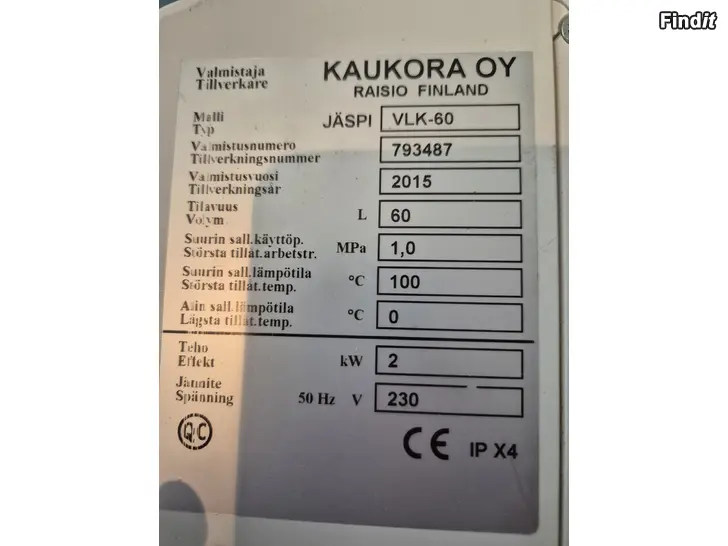 Findit
Valmistaja
Tillverkare
KAUKORA OY
RAISIO FINLAND
Malli
Typ
JÄSPI VLK-60
Valmistusnumero
Tillverkningsnummer
793487
Valmistusvuosi
Tillverkningsår
2015
Tilavuus
Volym
L 60
Suurin sall.käyttöp.
Största tillåt.arbetstr.
MPa 1,0
Suurin sall.lämpötila
Största tillåt.temp.
°C 100
Alin sall.lämpötila
Lägsta tillåt.temp.
°C 0
Teho
Effekt
kW 2
Jännite
Spänning
50 Hz V 230
QC
CE IP X4